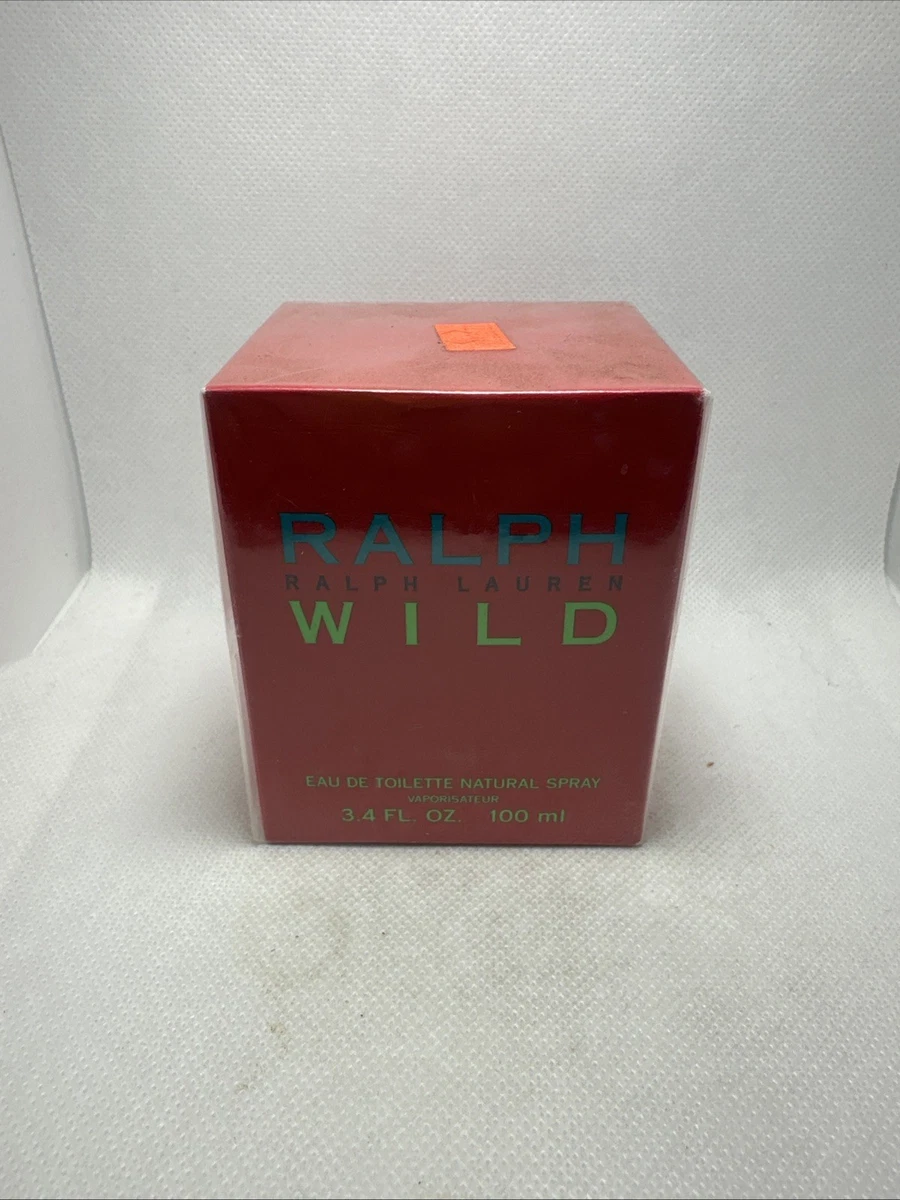 RALPH
RALPH LAUREN
WILD
EAU DE TOILETTE NATURAL SPRAY
VAPORISATEUR
3.4 FL. OZ. 100 ml